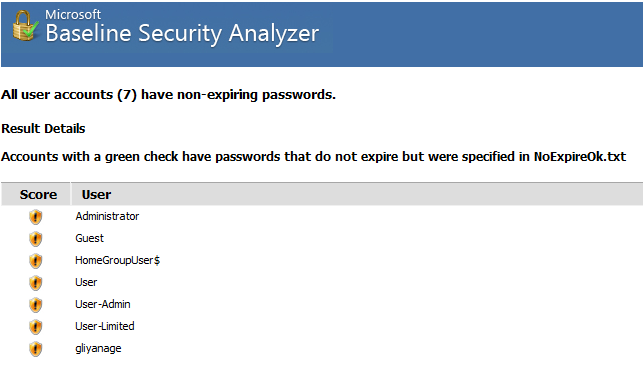 Microsoft
Baseline Security Analyzer
All user accounts (7) have non-expiring passwords.
Result Details
Accounts with a green check have passwords that do not expire but were specified in NoExpireOk.txt
Score User
Administrator
Guest
HomeGroupUser$
User
User-Admin
User-Limited
gliyanage